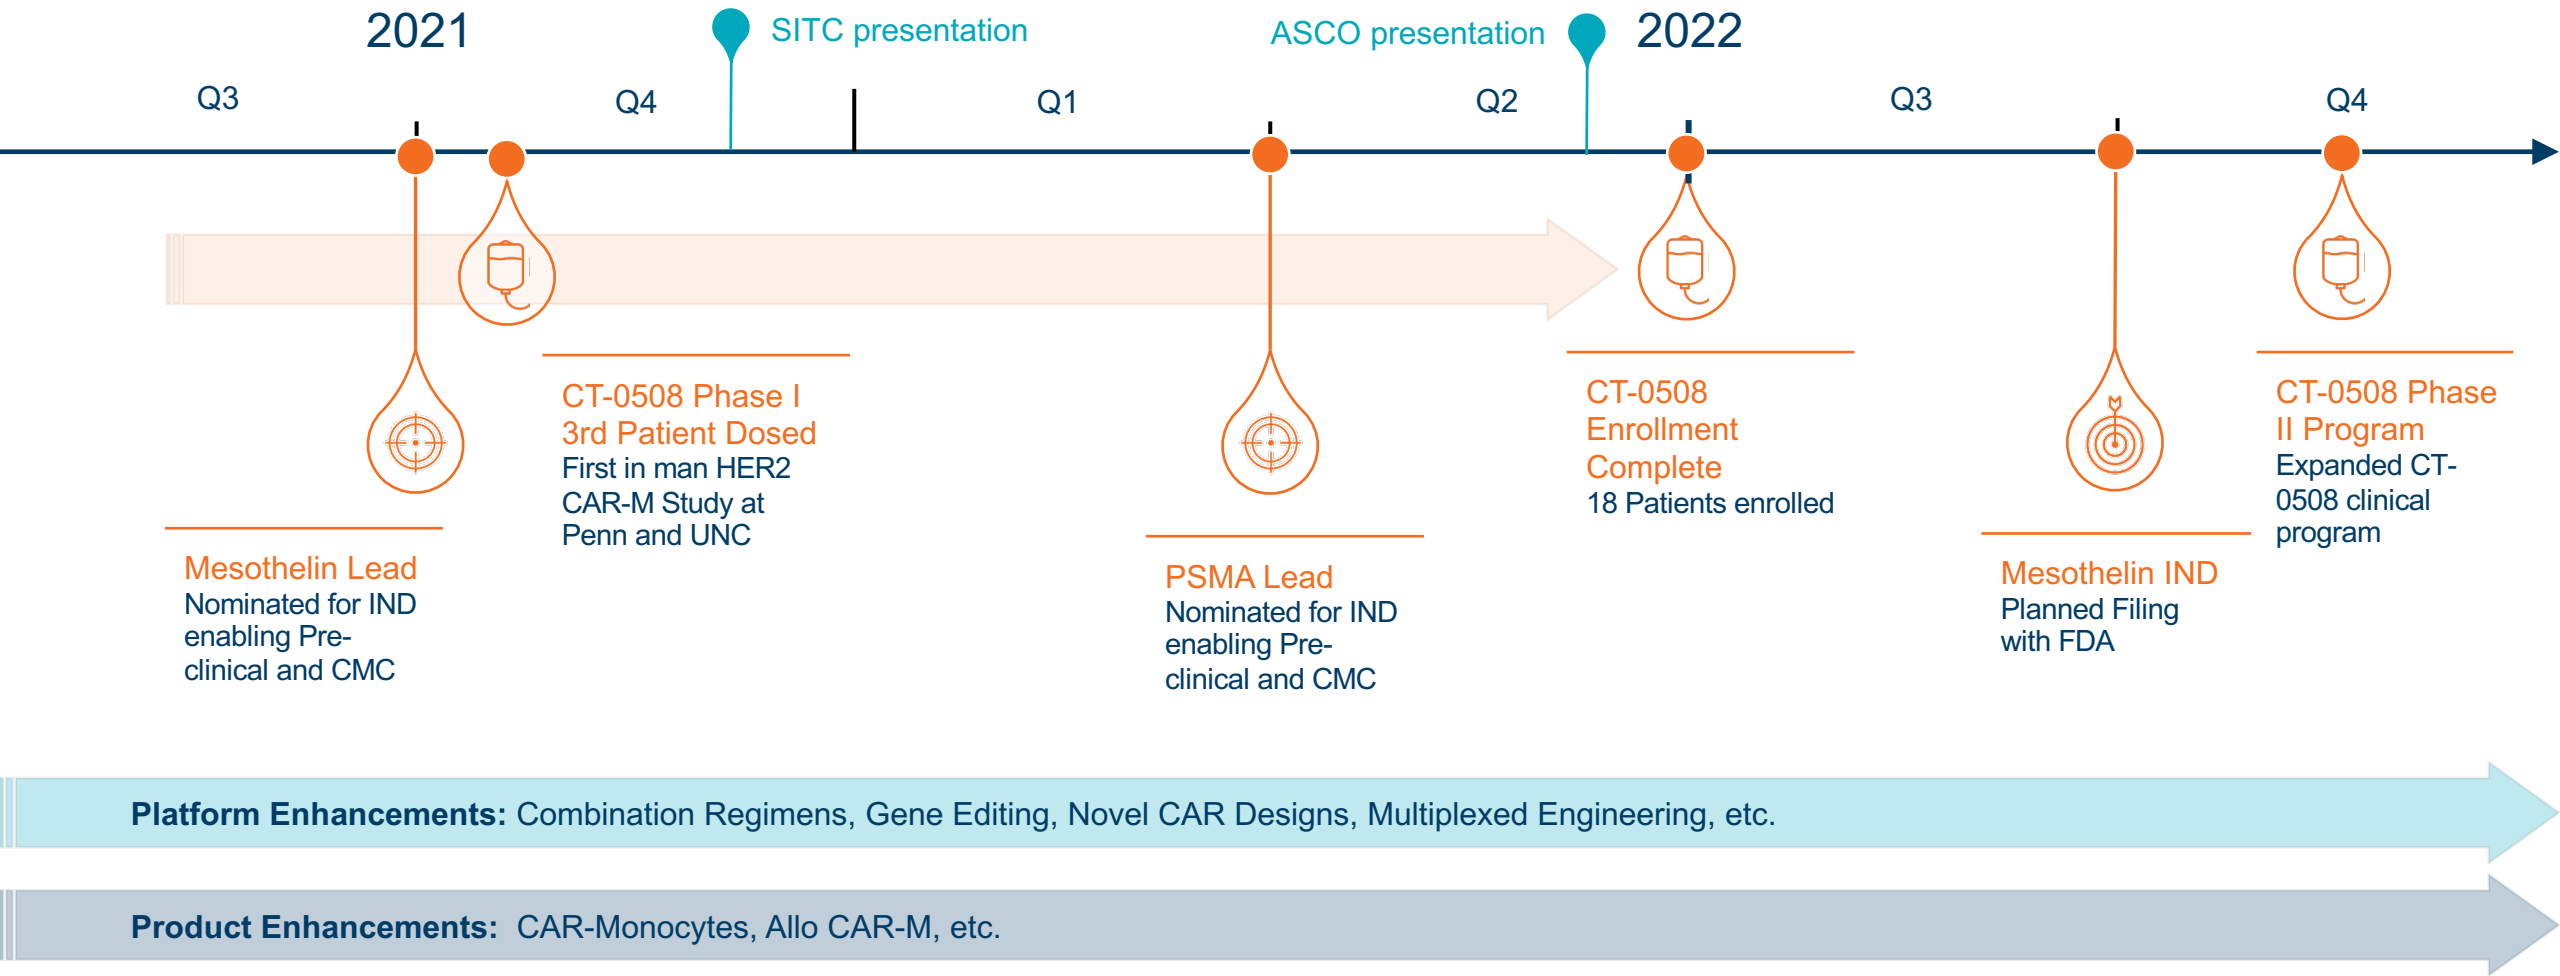 2021
SITC presentation
ASCO presentation
2022
Q3
Q4
Q1
Q2
Q3
Q4
Mesothelin Lead
Nominated for IND
enabling Pre-
clinical and CMC
CT-0508 Phase I
3rd Patient Dosed
First in man HER2
CAR-M Study at
Penn and UNC
PSMA Lead
Nominated for IND
enabling Pre-
clinical and CMC
CT-0508
Enrollment
Complete
18 Patients enrolled
Mesothelin IND
Planned Filing
with FDA
CT-0508 Phase
II Program
Expanded CT-
0508 clinical
program
Platform Enhancements: Combination Regimens, Gene Editing, Novel CAR Designs, Multiplexed Engineering, etc.
Product Enhancements: CAR-Monocytes, Allo CAR-M, etc.